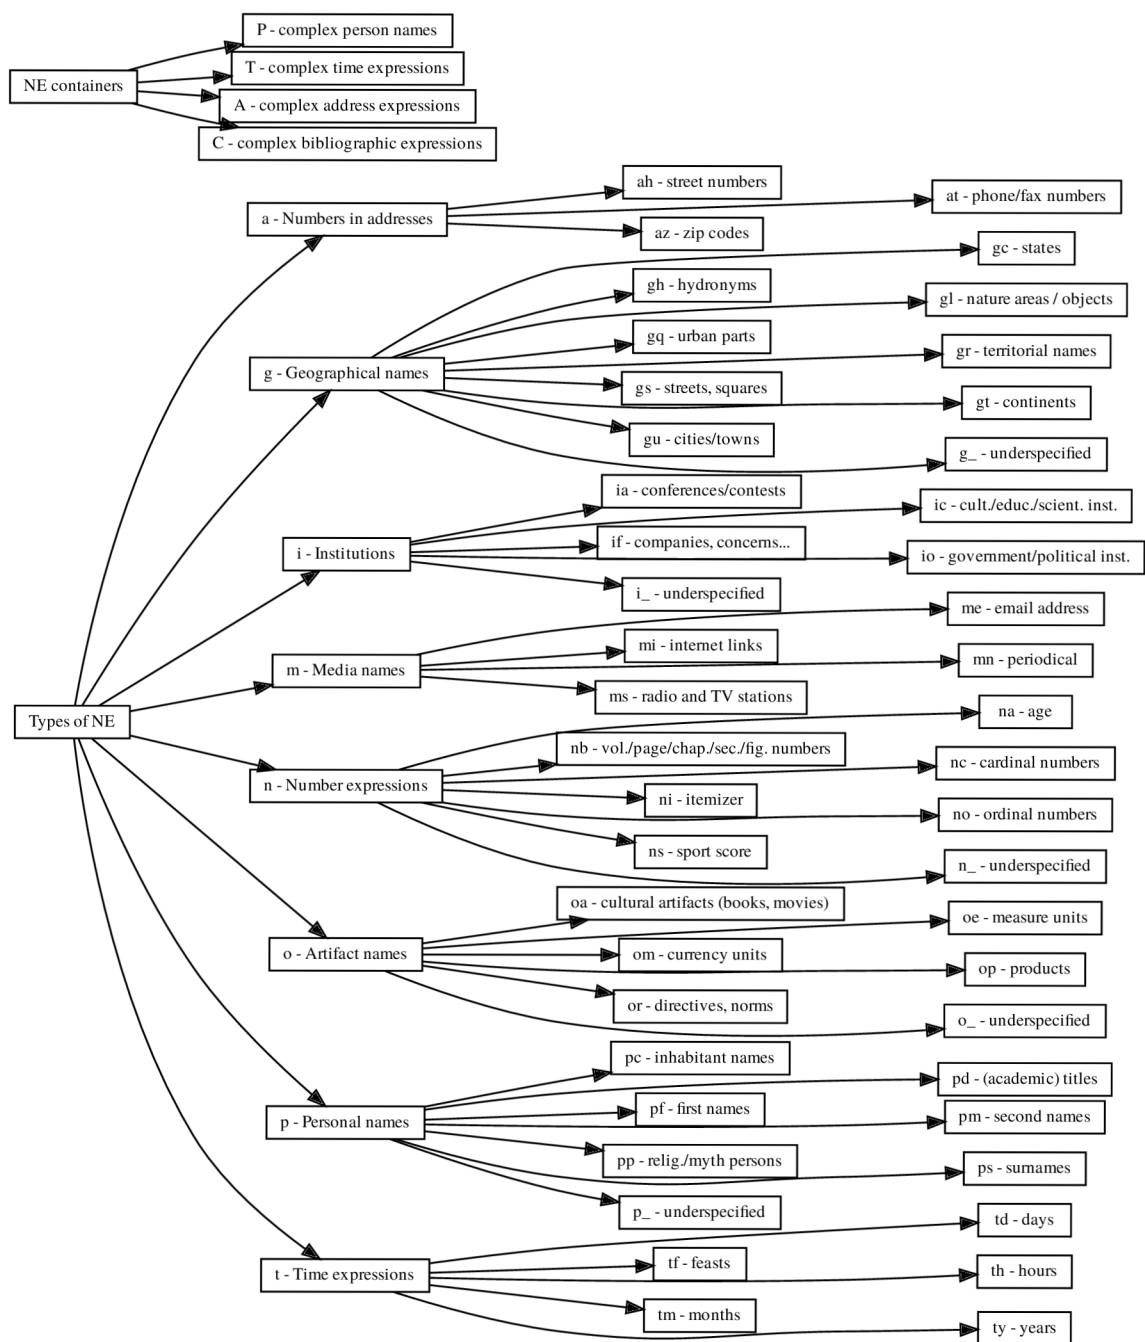 P - complex person names
T - complex time expressions
NE containers
A - complex address expressions
C - complex bibliographic expressions
ah - street numbers
at - phone/fax numbers
a - Numbers in addresses
az - zip codes
gc - states
gh - hydronyms
gl - nature areas / objects
gq - urban parts
gr - territorial names
g - Geographical names
gs - streets, squares
gt - continents
gu - cities/towns
g_ - underspecified
ia - conferences/contests
ic - cult./educ./scient. inst.
if - companies, concerns...
i - Institutions
io - government/political inst.
i_ - underspecified
me - email address
mi - internet links
mn - periodical
m - Media names
ms - radio and TV stations
na - age
Types of NE
nb - vol./page/chap./sec./fig. numbers
nc - cardinal numbers
n - Number expressions
ni - itemizer
no - ordinal numbers
ns - sport score
n_ - underspecified
oa - cultural artifacts (books, movies)
oe - measure units
o - Artifact names
om - currency units
op - products
or - directives, norms
o_ - underspecified
pc - inhabitant names
pd - (academic) titles
pf - first names
pm - second names
p - Personal names
pp - relig./myth persons
ps - surnames
p_ - underspecified
td - days
tf - feasts
th - hours
t - Time expressions
tm - months
ty - years